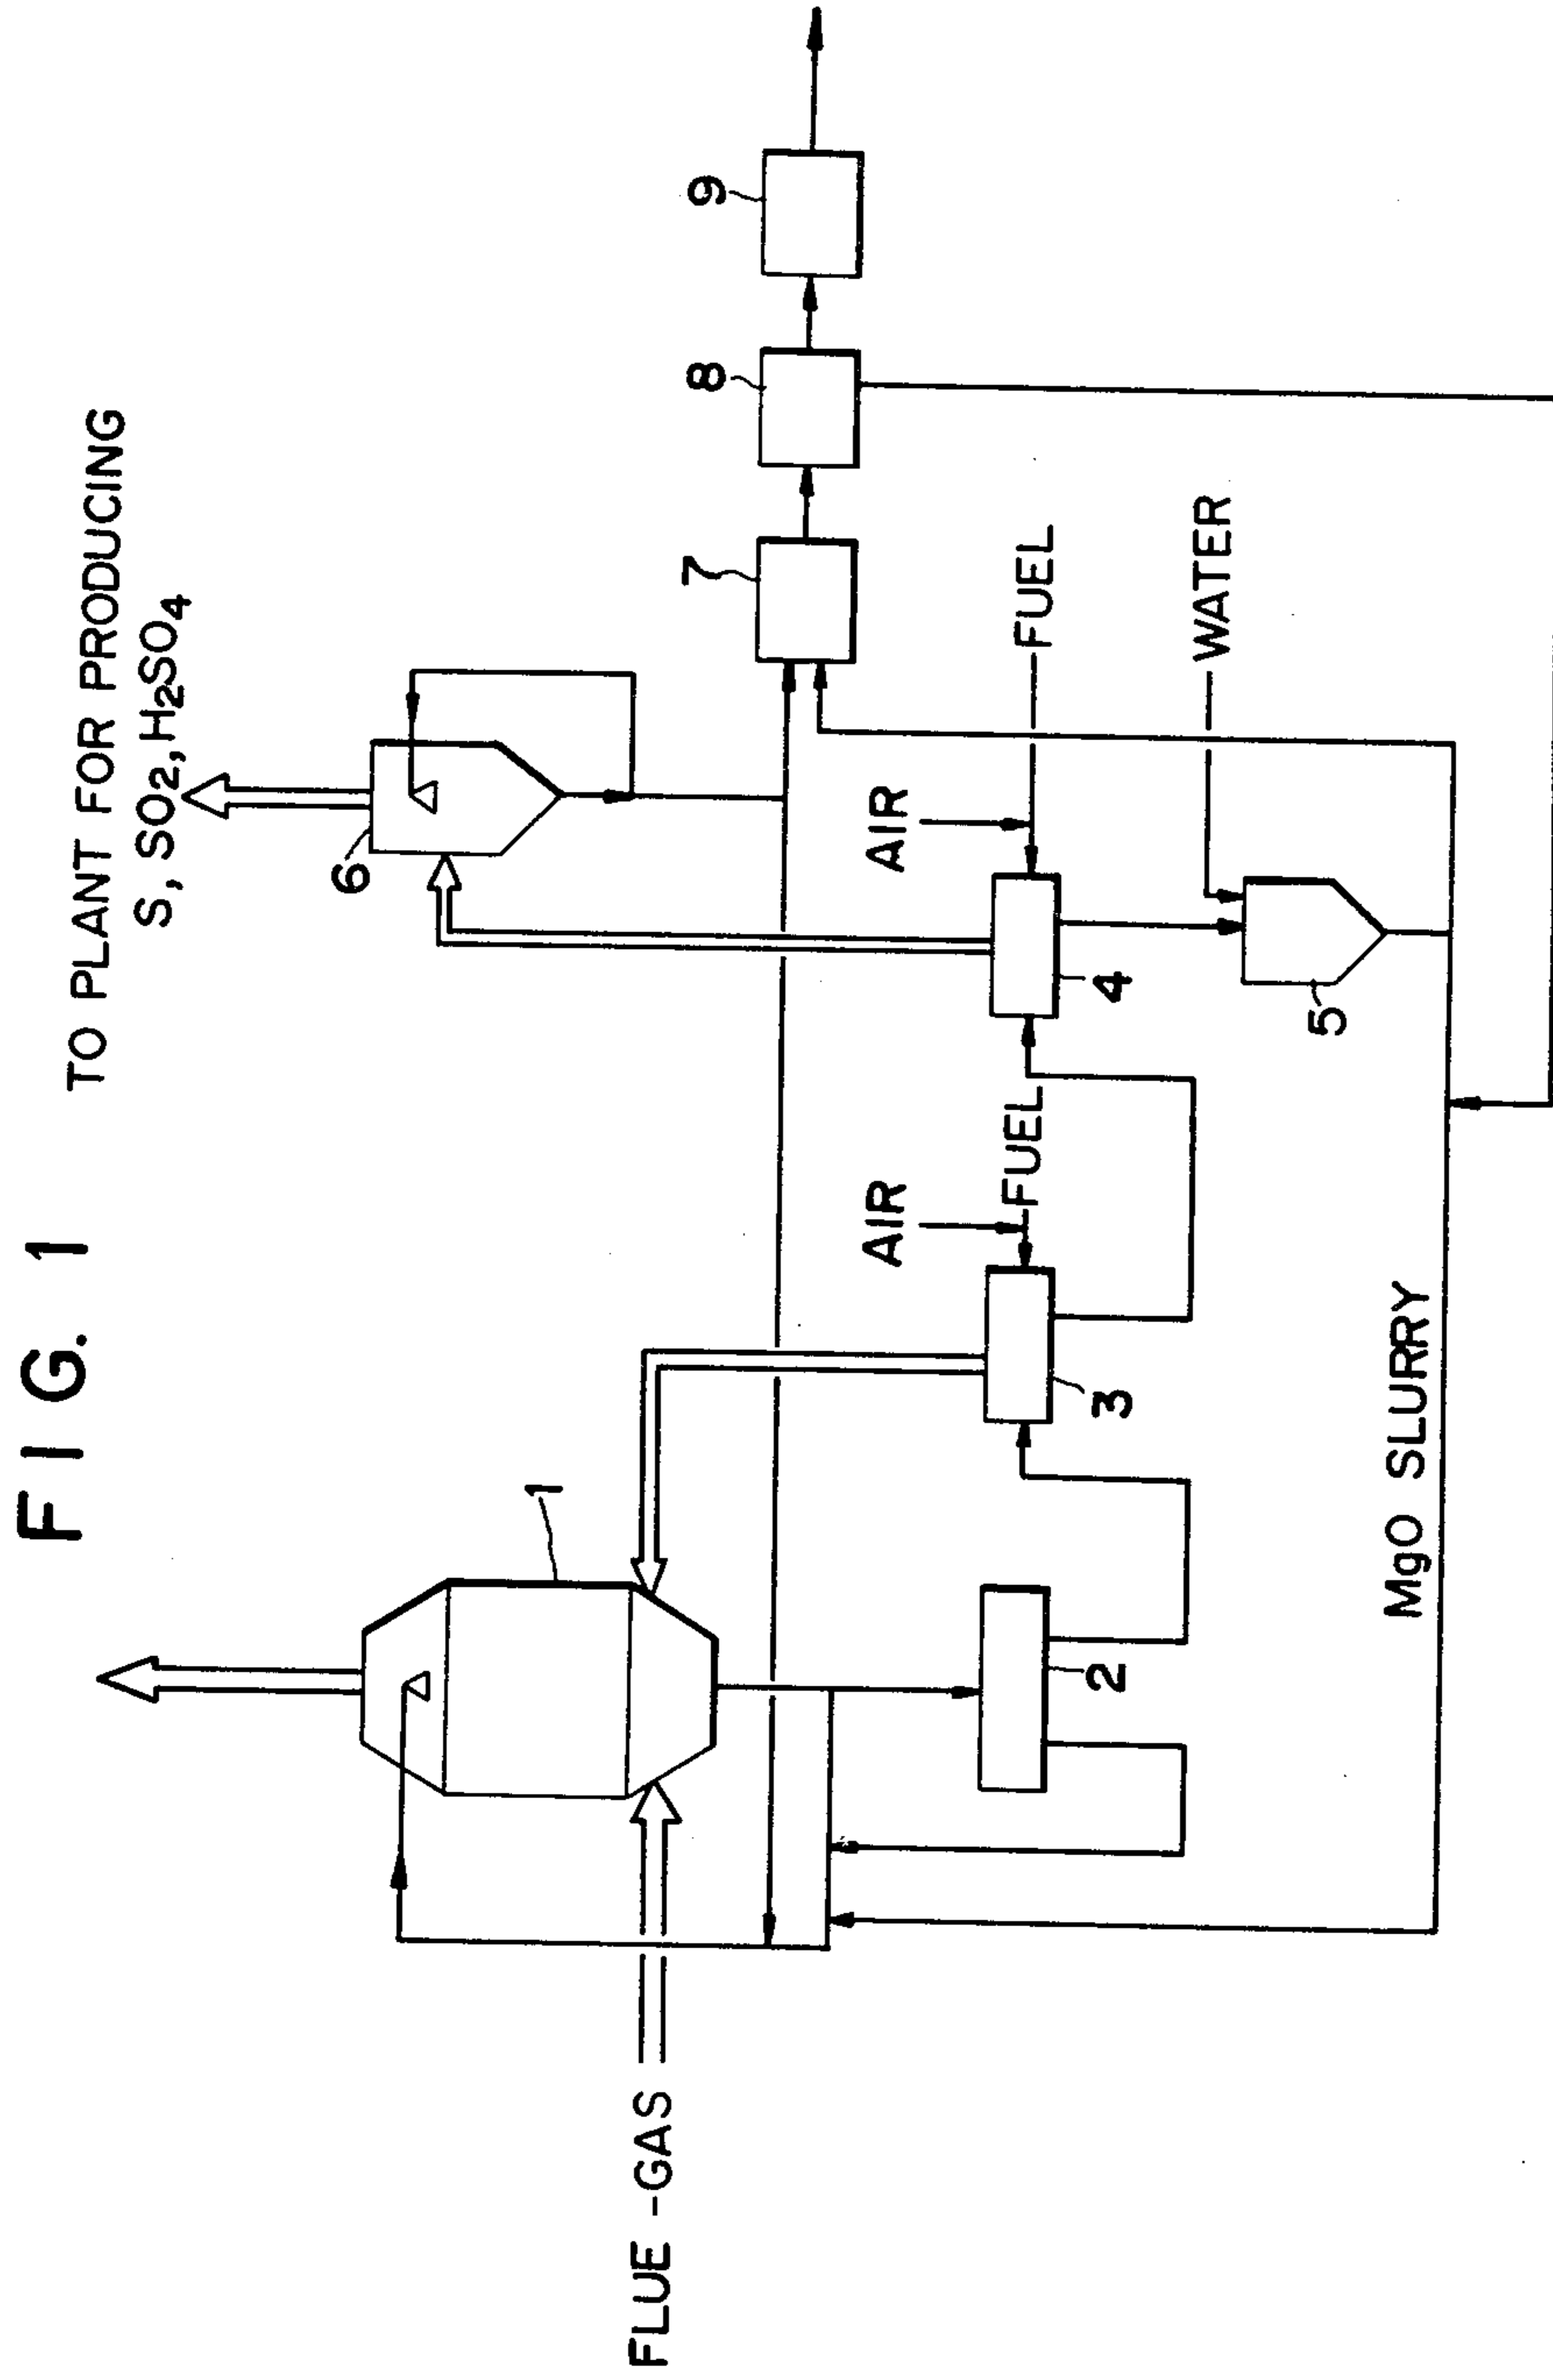 FIG. 1
TO PLANT FOR PRODUCING
S, SO2, H2SO4
1
6
FLUE-GAS
7
8
9
AIR
FUEL
AIR
FUEL
2
3
4
WATER
5
MgO SLURRY